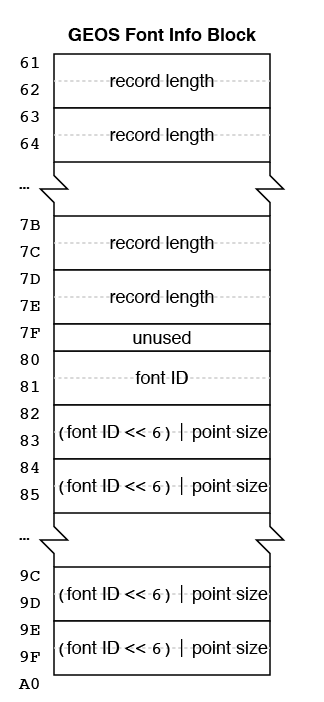 GEOS Font Info Block
61
record length
62
63
record length
64
...
7B
record length
7C
7D
record length
7E
7F
unused
80
font ID
81
82
(font ID << 6) | point size
83
84
(font ID << 6) | point size
85
...
9C
(font ID << 6) | point size
9D
9E
(font ID << 6) | point size
9F
A0